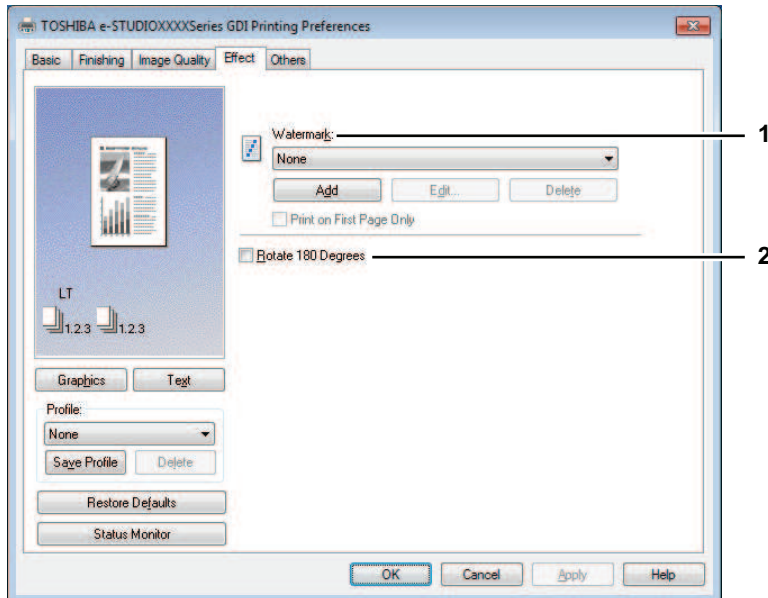 TOSHIBA e-STUDIOXXXXSeries GDI Printing Preferences
Basic Finishing Image Quality Effect Others
Watermark: 1
None
Add Edit... Delete
Print on First Page Only
Rotate 180 Degrees 2
LT
1.2.3 1.2.3
Graphics Text
Profile:
None
Save Profile Delete
Restore Defaults
Status Monitor
OK Cancel Apply Help